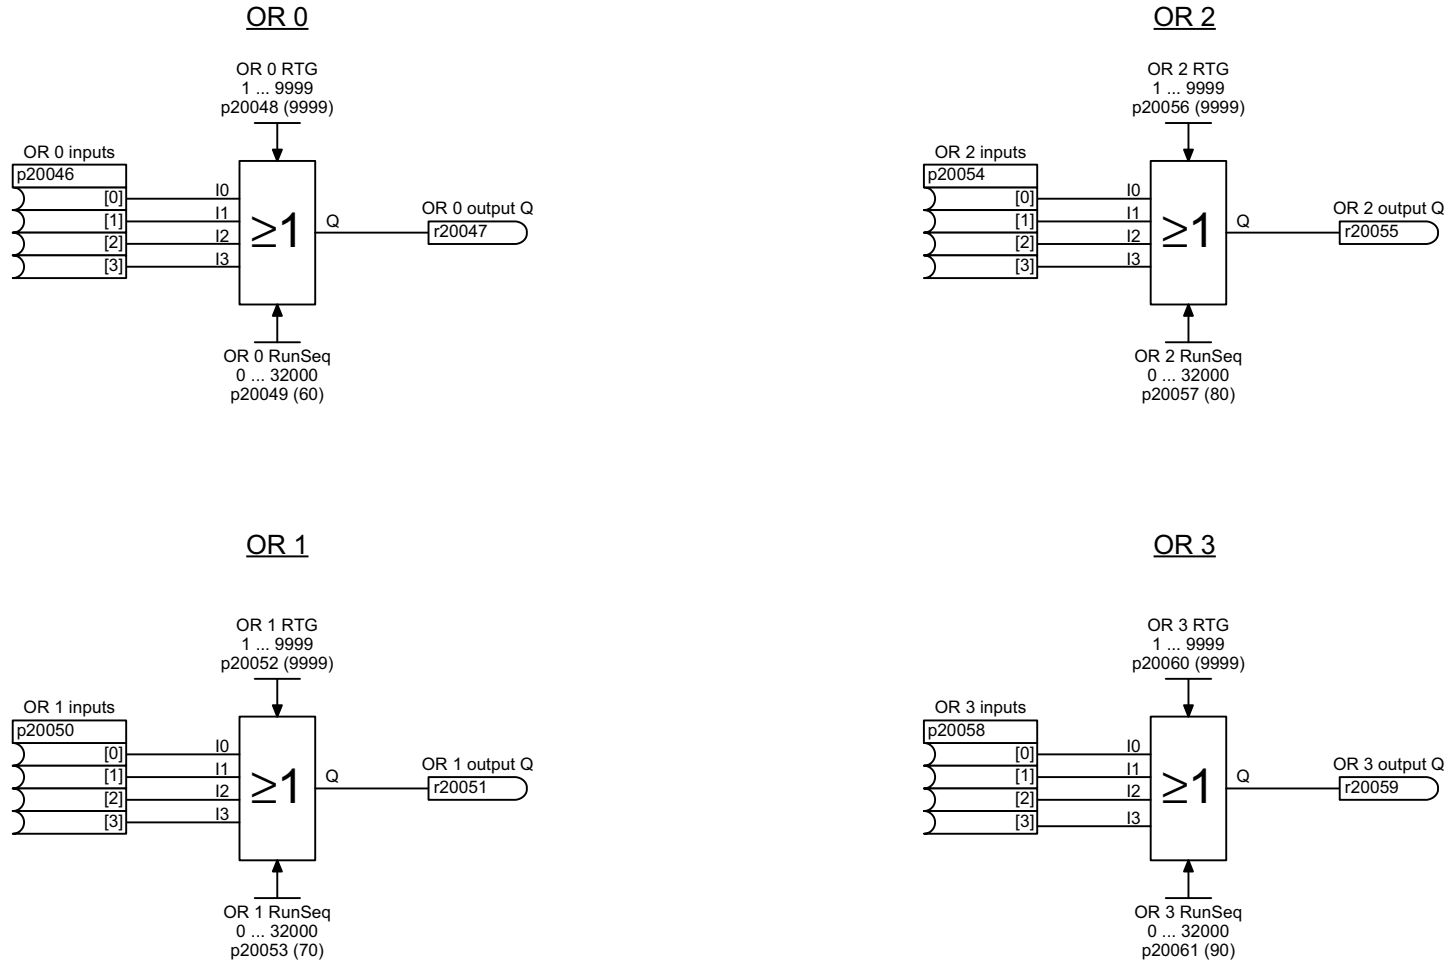 OR 0
OR 0 RTG
1 ... 9999
p20048 (9999)
OR 0 inputs
p20046
[0]
[1]
[2]
[3]
I0
I1
I2
I3
≥1
Q
OR 0 output Q
r20047
OR 0 RunSeq
0 ... 32000
p20049 (60)
OR 2
OR 2 RTG
1 ... 9999
p20056 (9999)
OR 2 inputs
p20054
[0]
[1]
[2]
[3]
I0
I1
I2
I3
≥1
Q
OR 2 output Q
r20055
OR 2 RunSeq
0 ... 32000
p20057 (80)
OR 1
OR 1 RTG
1 ... 9999
p20052 (9999)
OR 1 inputs
p20050
[0]
[1]
[2]
[3]
I0
I1
I2
I3
≥1
Q
OR 1 output Q
r20051
OR 1 RunSeq
0 ... 32000
p20053 (70)
OR 3
OR 3 RTG
1 ... 9999
p20060 (9999)
OR 3 inputs
p20058
[0]
[1]
[2]
[3]
I0
I1
I2
I3
≥1
Q
OR 3 output Q
r20059
OR 3 RunSeq
0 ... 32000
p20061 (90)